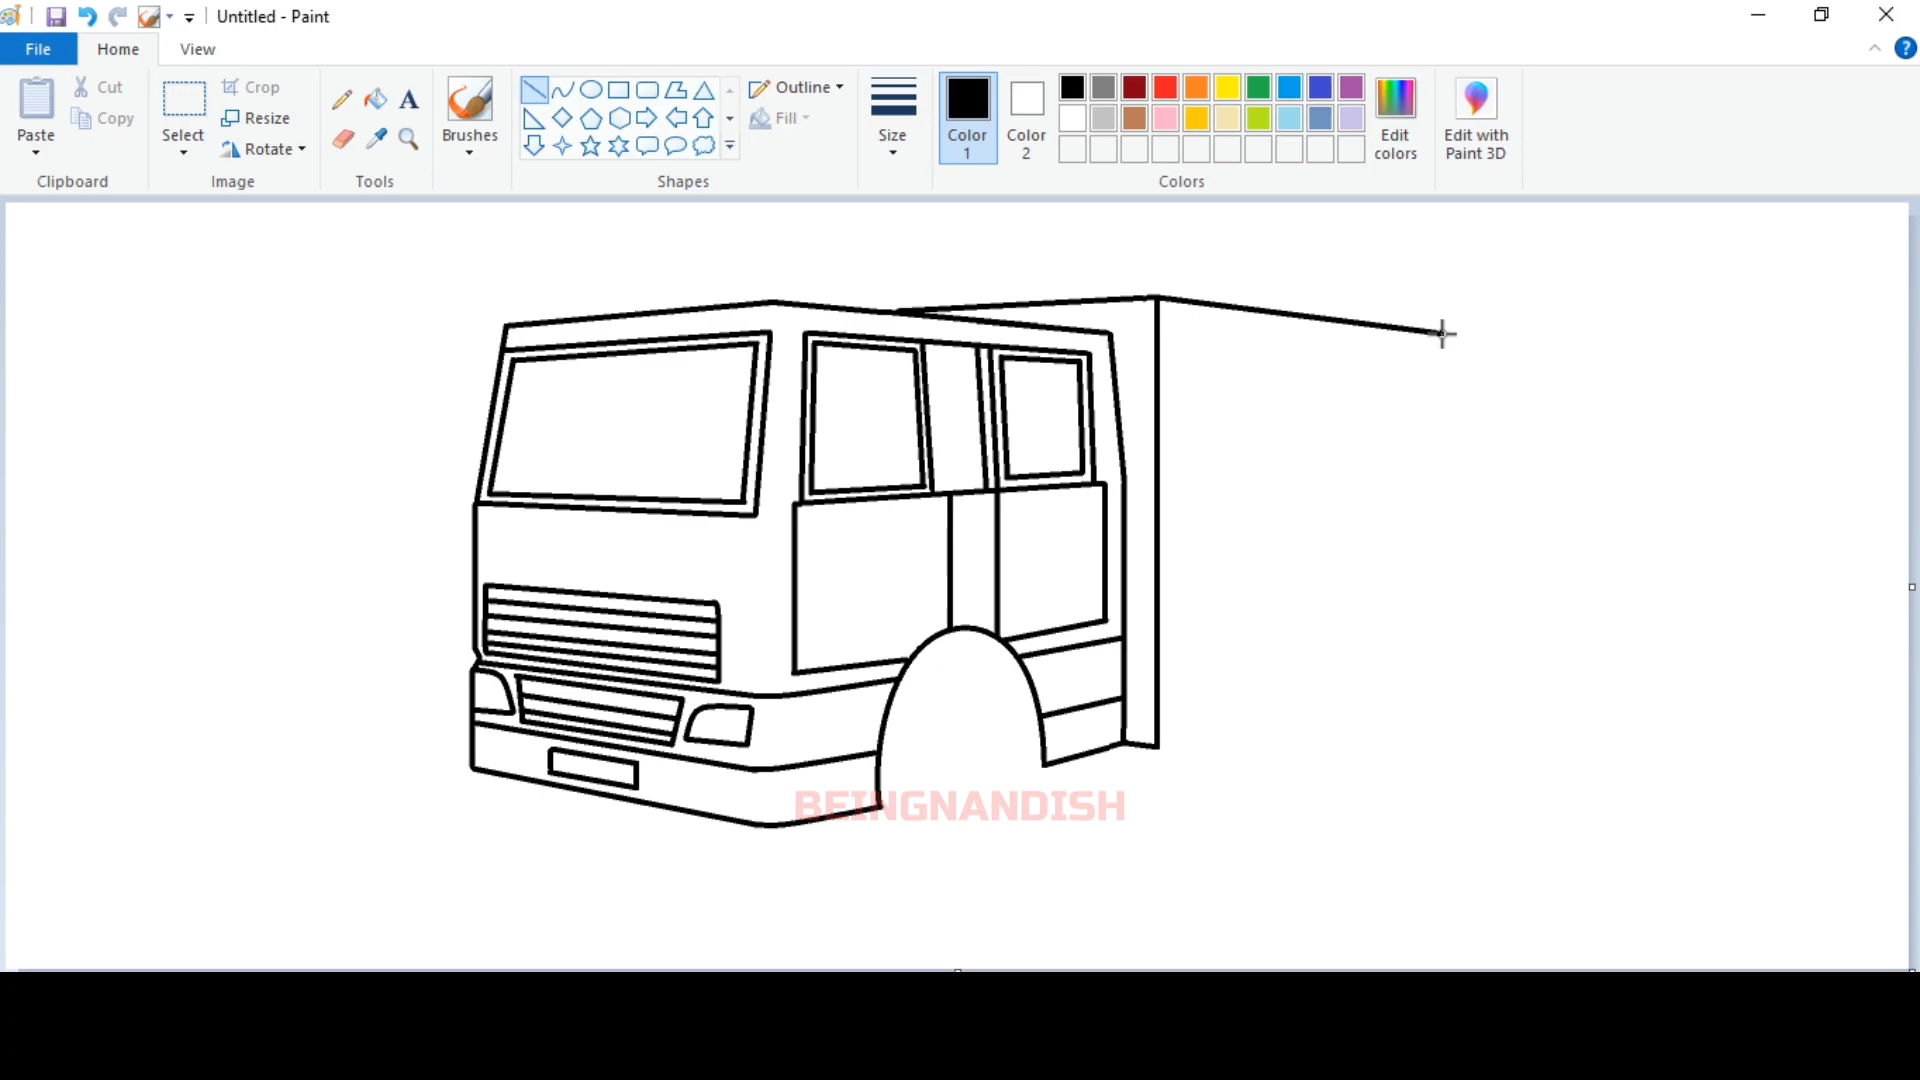 Untitled - Paint
File Home View
Paste
Cut
Copy
Clipboard
Select
Crop
Resize
Rotate
Image
Tools
Brushes
Shapes
Outline
Fill
Size
Color 1
Color 2
Edit colors
Colors
Edit with Paint 3D
BEINGNANDISH